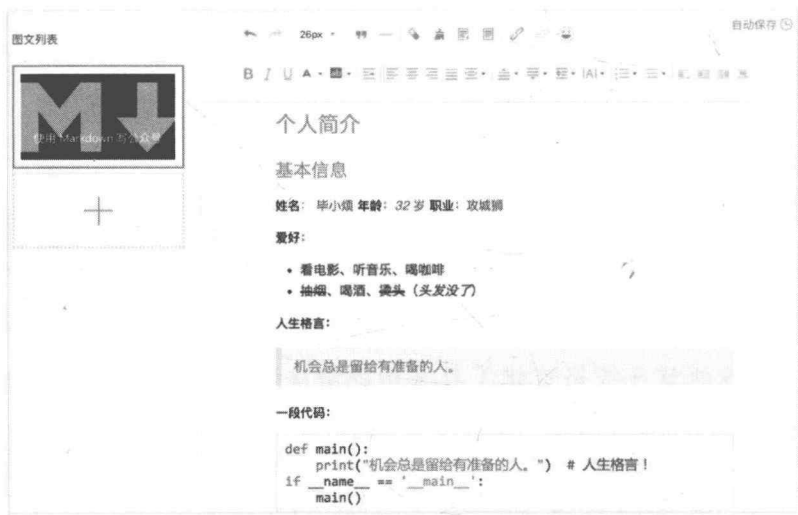 自动保存
图文列表
26px
B I U A
使用 Markdown 写公众号
个人简介
基本信息
姓名： 毕小烦 年龄：32 岁 职业：攻城狮
爱好：
• 看电影、听音乐、喝咖啡
• 抽烟、喝酒、烫头（头发没了）
人生格言：
机会总是留给有准备的人。
一段代码：
def main():
    print("机会总是留给有准备的人。")  # 人生格言！
if __name__ == '__main__':
    main()